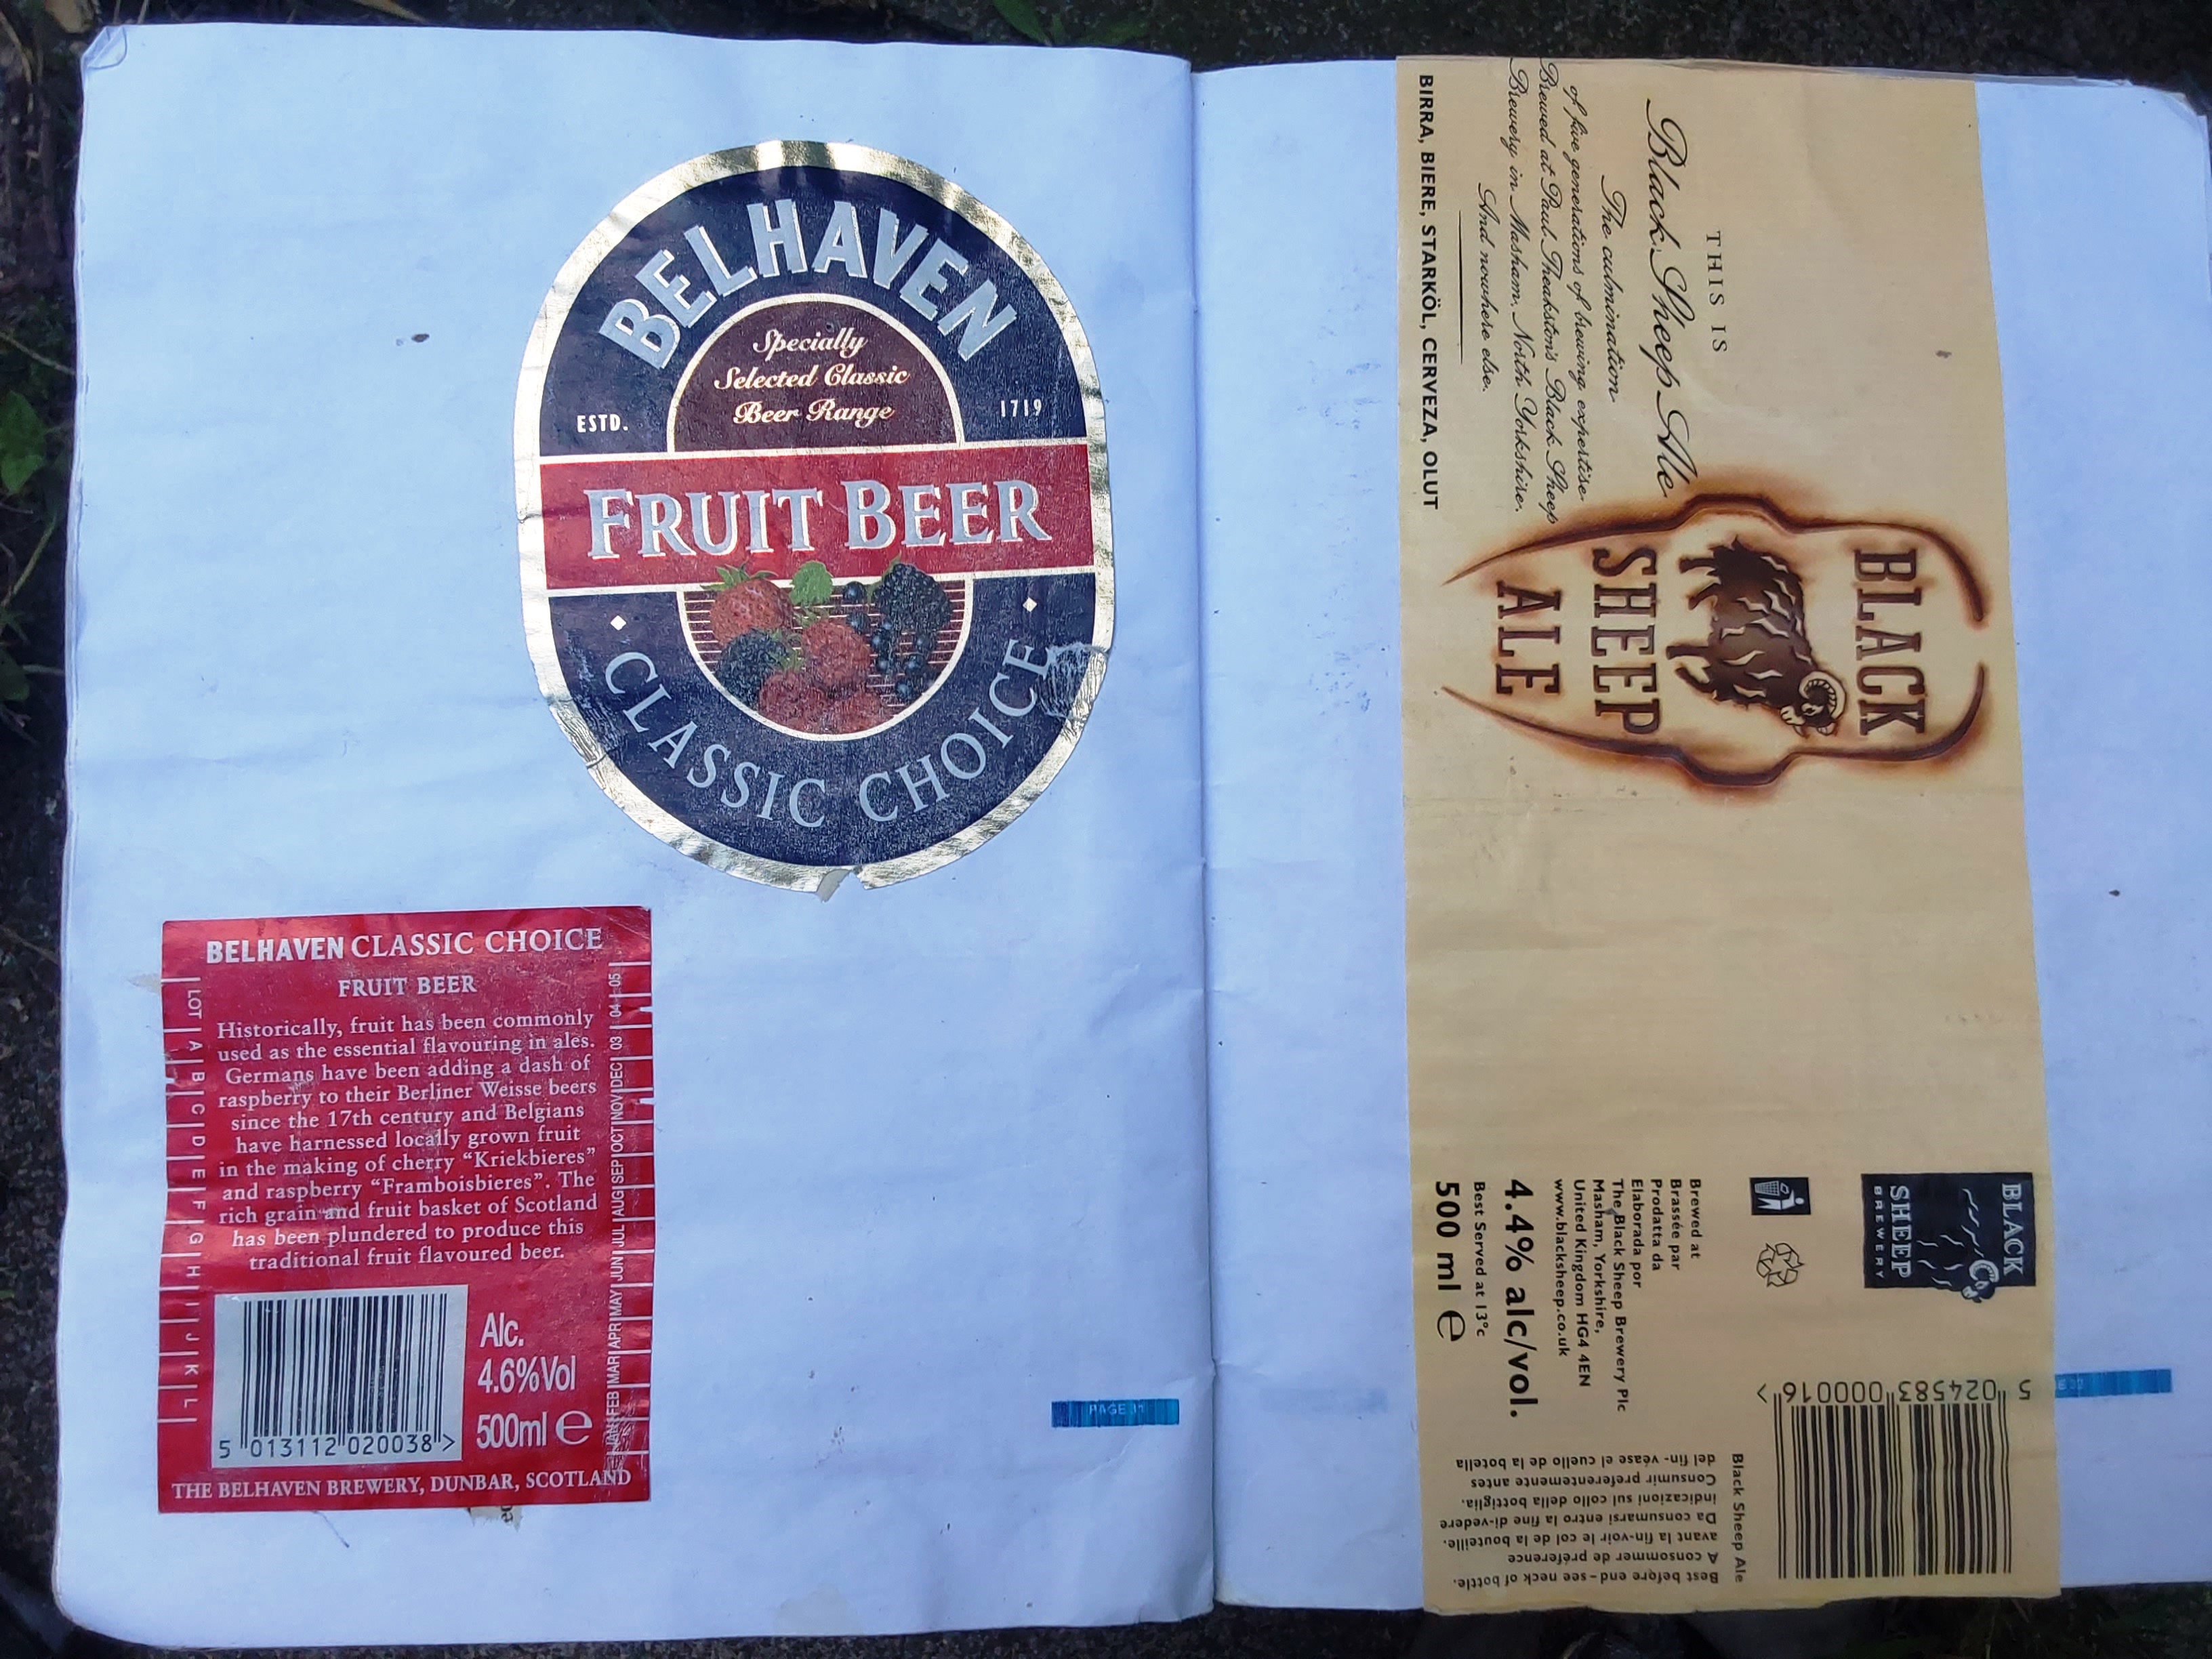 BELHAVEN
Specially
Selected Classic
Beer Range
ESTD. 1719
FRUIT BEER
CLASSIC CHOICE
BELHAVEN CLASSIC CHOICE
FRUIT BEER
Historically, fruit has been commonly
used as the essential flavouring in ales.
Germans have been adding a dash of
raspberry to their Berliner Weisse beers
since the 17th century and Belgians
have harnessed locally grown fruit
in the making of cherry “Kriekbieres”
and raspberry “Framboisbieres”. The
rich grain and fruit basket of Scotland
has been plundered to produce this
traditional fruit flavoured beer.
LOT A B C D E F G H I J K L
JAN FEB MAR APR MAY JUN JUL AUG SEP OCT NOV DEC 03 04 05
Alc.
4.6%Vol
500ml e
5 013112 020038 >
THE BELHAVEN BREWERY, DUNBAR, SCOTLAND
PAGE
THIS IS
Black Sheep Ale
The culmination
of five generations of brewing expertise
Brewed at Paul Theakston's Black Sheep
Brewery in Masham, North Yorkshire.
And nowhere else.
BIRRA, BIERE, STARKÖL, CERVEZA, OLUT
BLACK
SHEEP
ALE
BLACK
SHEEP
BREWERY
Brewed at
Brassée par
Prodatta da
Elaborada por
The Black Sheep Brewery Plc
Masham, Yorkshire,
United Kingdom HG4 4EN
www.blacksheep.co.uk
4.4% alc/vol.
Best Served at 13°c
500 ml e
5 024583 000016 >
Black Sheep Ale
Best before end - see neck of bottle.
A consommer de préférence
avant la fin-voir le col de la bouteille.
Da consumarsi entro la fine di-vedere
indicazioni sul collo della bottiglia.
Consumir preferentemente antes
del fin- véase el cuello de la botella